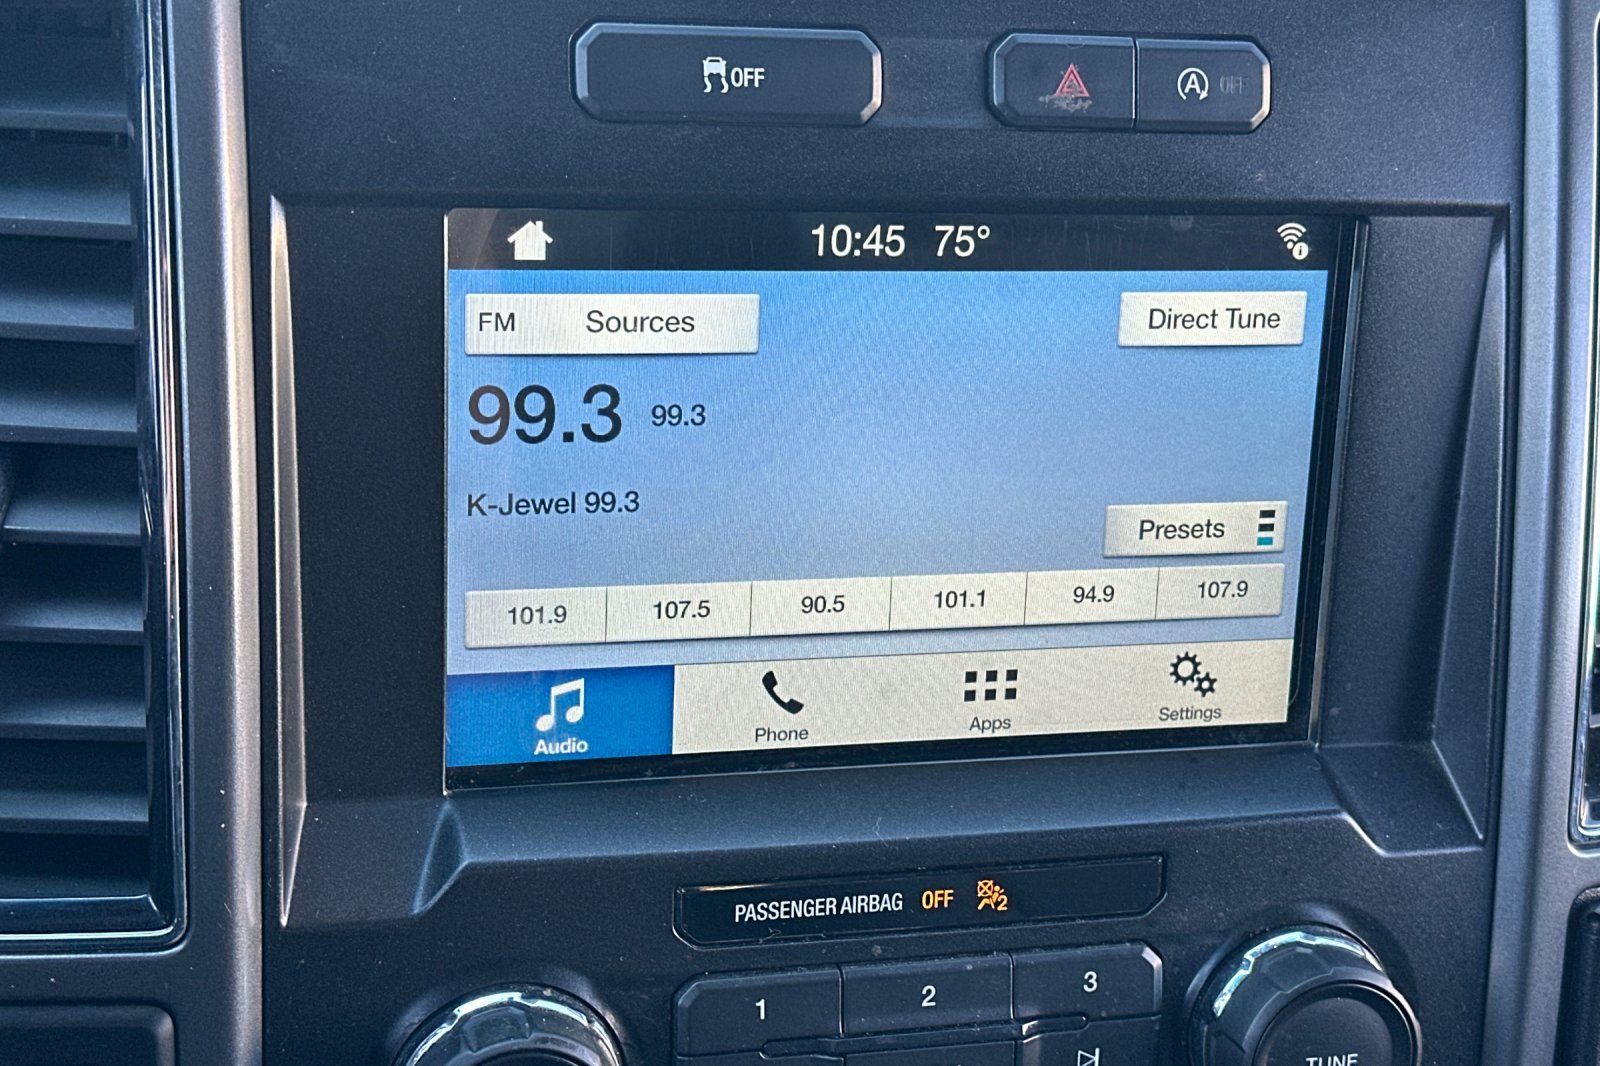 OFF
A OFF
10:45 75°
FM Sources
Direct Tune
99.3 99.3
K-Jewel 99.3
Presets
101.9 107.5 90.5 101.1 94.9 107.9
Audio Phone Apps Settings
PASSENGER AIRBAG OFF 2
1 2 3
TUNE